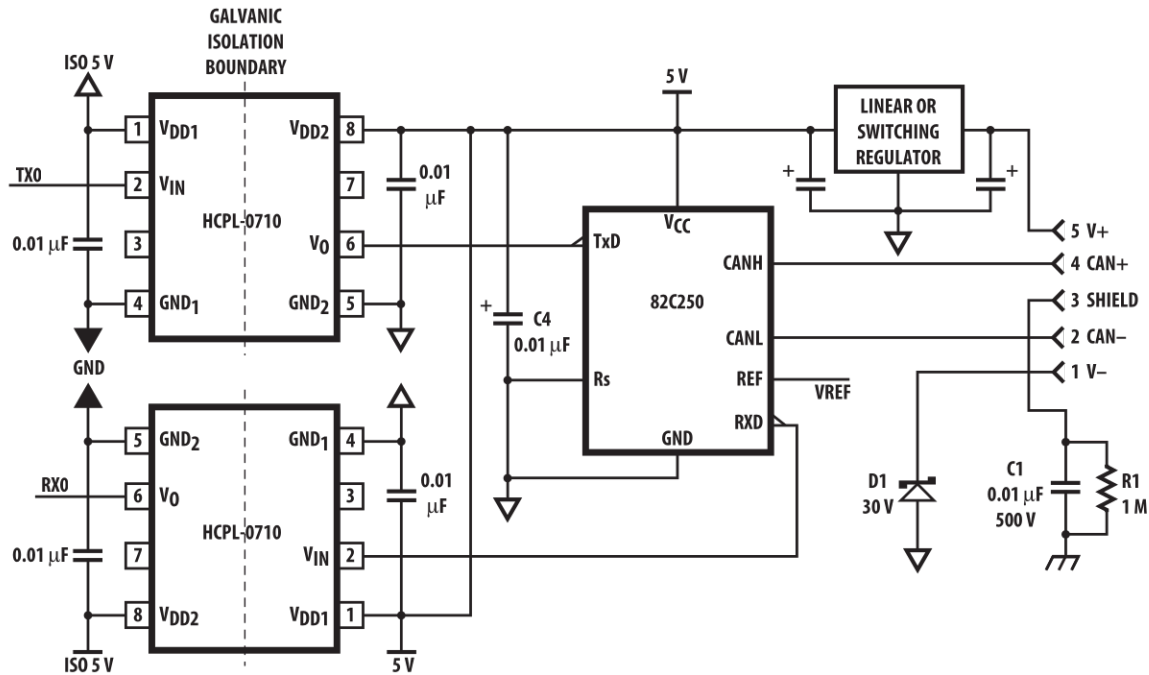 GALVANIC
ISOLATION
BOUNDARY
ISO 5 V
5 V
LINEAR OR
SWITCHING
REGULATOR
1 VDD1
VDD2 8
TX0
2 VIN
7
0.01
µF
+
+
HCPL-0710
VCC
TxD
5 V+
3
VO 6
0.01 µF
CANH
4 CAN+
4 GND1
GND2 5
82C250
3 SHIELD
+
C4
0.01 µF
CANL
2 CAN–
GND
Rs
REF
VREF
1 V–
RXD
5 GND2
GND1 4
GND
RX0
6 VO
3
0.01
µF
D1
30 V
C1
0.01 µF
500 V
R1
1 M
HCPL-0710
0.01 µF
7
VIN 2
8 VDD2
VDD1 1
ISO 5 V
5 V